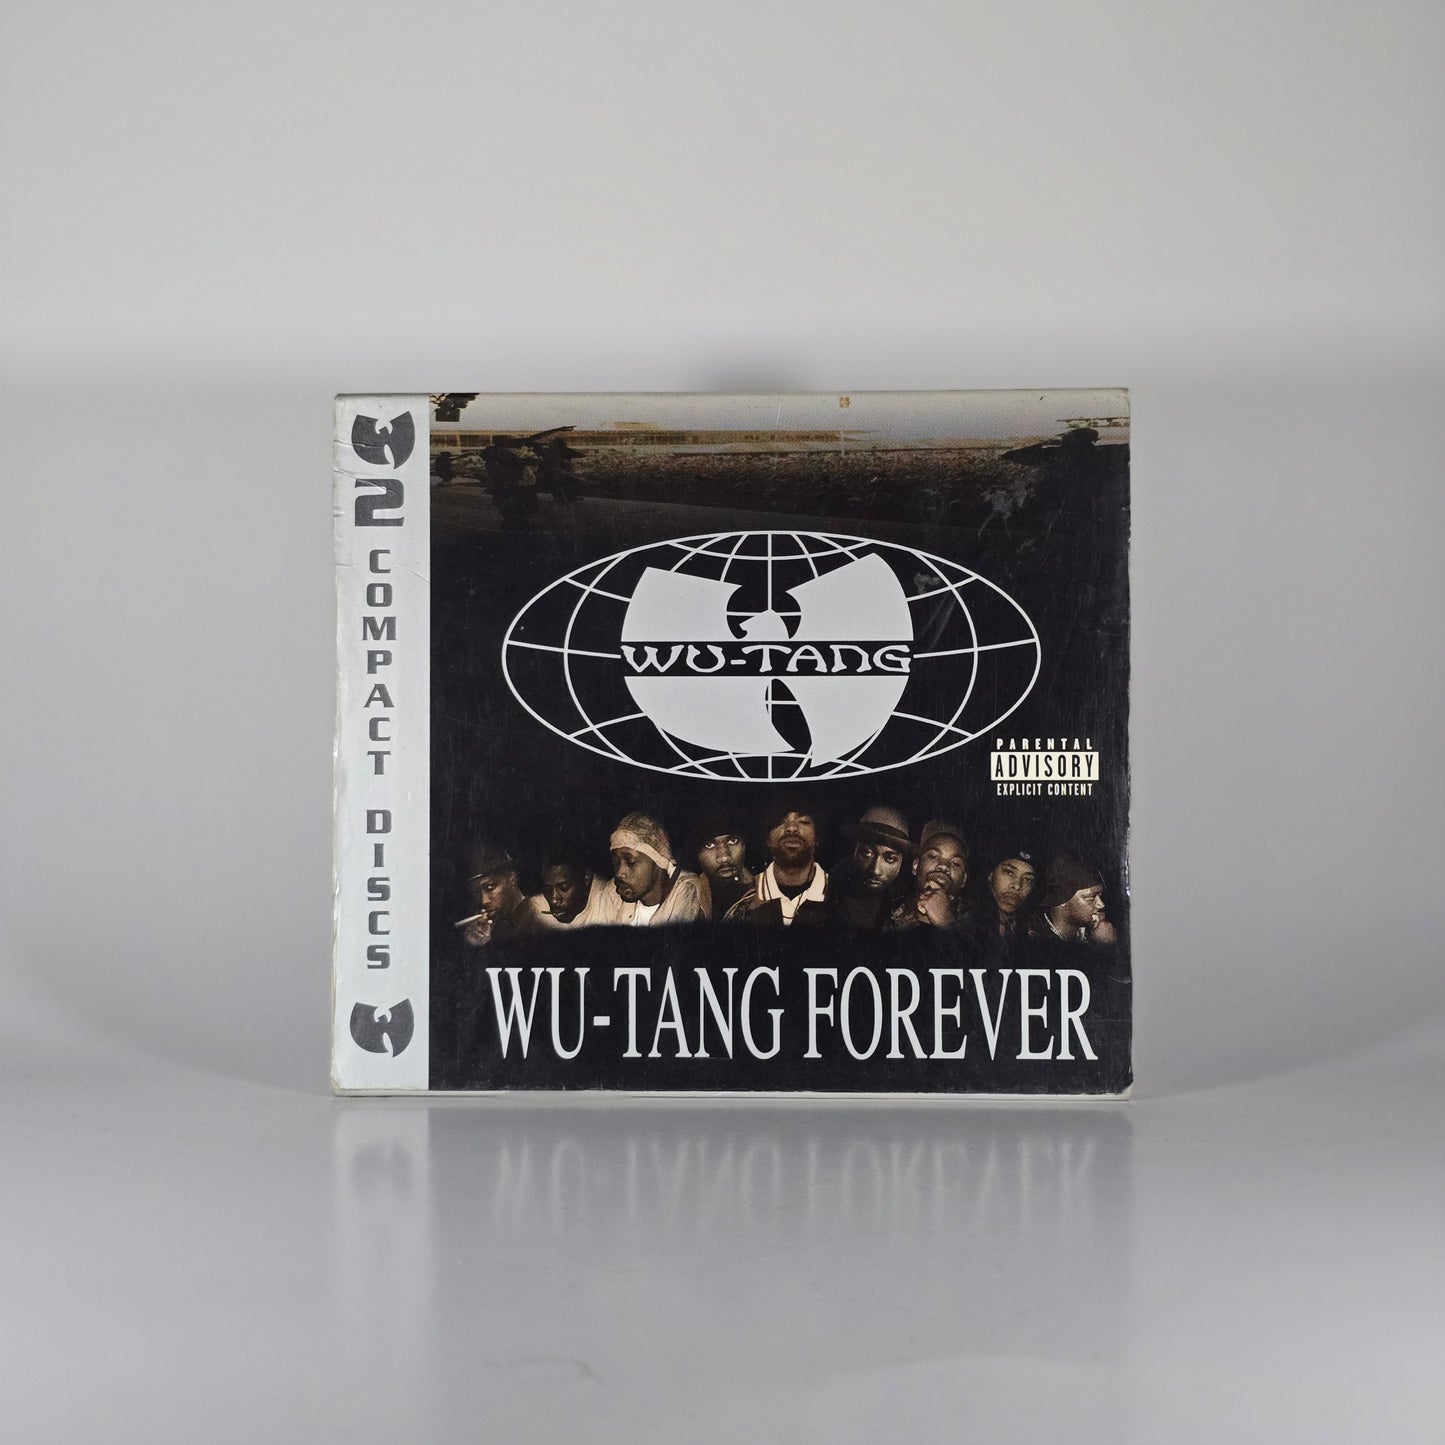 2 COMPACT DISCS
WU-TANG
PARENTAL
ADVISORY
EXPLICIT CONTENT
WU-TANG FOREVER